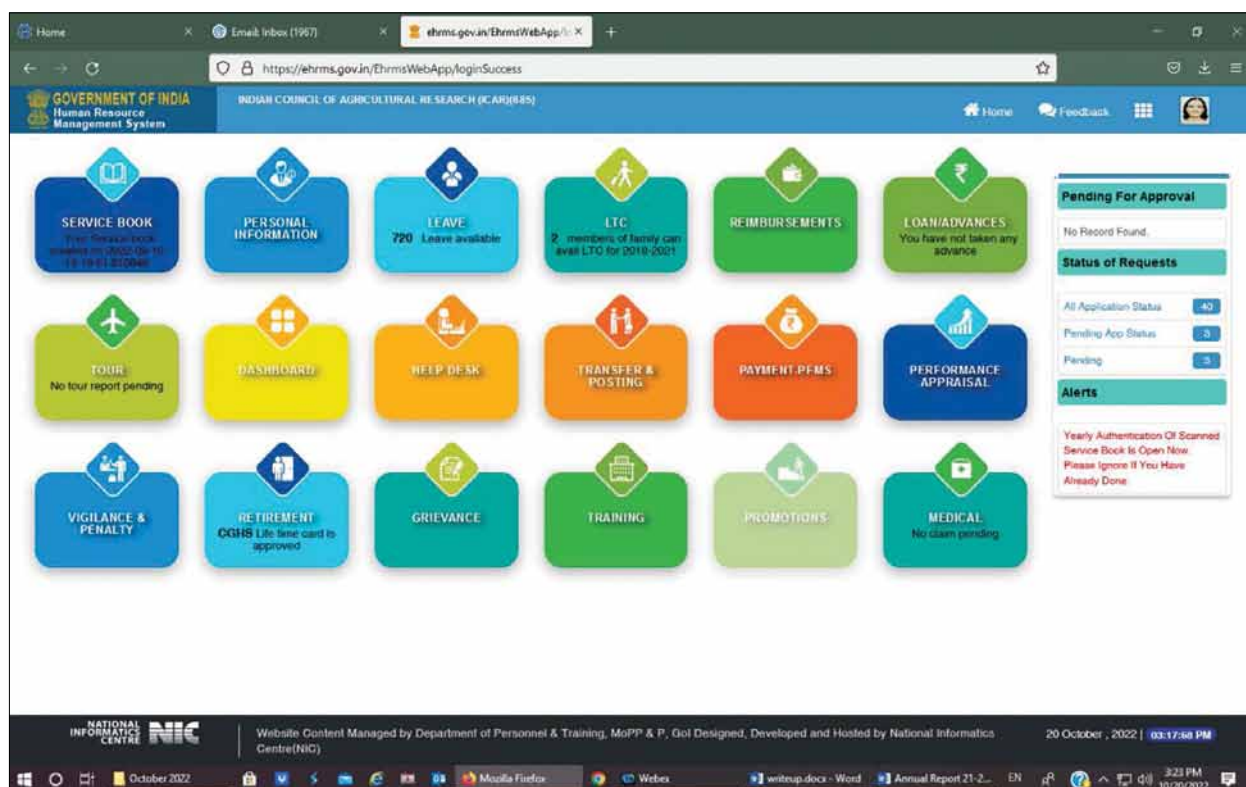 Home
Email: Inbox (1967)
ehrms.gov.in/EhrmsWebApp/
https://ehrms.gov.in/EhrmsWebApp/loginSuccess
GOVERNMENT OF INDIA
Human Resource
Management System
INDIAN COUNCIL OF AGRICULTURAL RESEARCH (ICAR)(685)
Home
Feedback
SERVICE BOOK
PERSONAL
INFORMATION
LEAVE
720 Leave available
LTC
2 members of family can
avail LTC for 2018-2021
REIMBURSEMENTS
LOAN/ADVANCES
You have not taken any
advance
TOUR
No tour report pending
DASHBOARD
HELP DESK
TRANSFER &
POSTING
PAYMENT-PFMS
PERFORMANCE
APPRAISAL
VIGILANCE &
PENALTY
RETIREMENT
CGHS Life time card is
approved
GRIEVANCE
TRAINING
PROMOTIONS
MEDICAL
No claim pending
Pending For Approval
No Record Found.
Status of Requests
All Application Status 40
Pending App Status 3
Pending 3
Alerts
Yearly Authentication Of Scanned
Service Book Is Open Now.
Please Ignore If You Have
Already Done
NATIONAL
INFORMATICS
CENTRE
NIC
Website Content Managed by Department of Personnel & Training, MoPP & P, GoI Designed, Developed and Hosted by National Informatics
Centre(NIC)
20 October , 2022 | 03:17:58 PM
October 2022
Mozilla Firefox
Webex
writeup.docx - Word
Annual Report 21-2...
EN
3:23 PM
10/20/2022